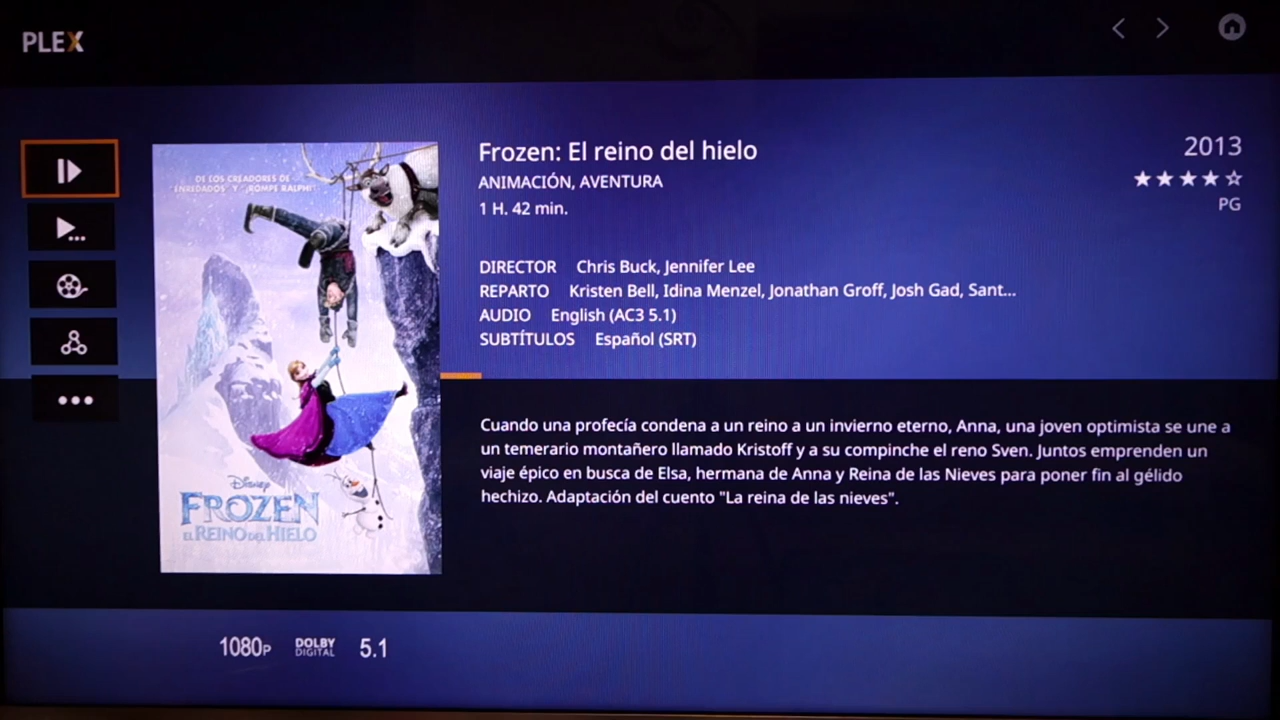 PLEX
DE LOS CREADORES DE
"ENREDADOS" Y "¡ROMPE RALPH!"
DISNEY
FROZEN
EL REINO DEL HIELO
Frozen: El reino del hielo
2013
ANIMACIÓN, AVENTURA
1 H. 42 min.
PG
DIRECTOR Chris Buck, Jennifer Lee
REPARTO Kristen Bell, Idina Menzel, Jonathan Groff, Josh Gad, Sant...
AUDIO English (AC3 5.1)
SUBTÍTULOS Español (SRT)
Cuando una profecía condena a un reino a un invierno eterno, Anna, una joven optimista se une a
un temerario montañero llamado Kristoff y a su compinche el reno Sven. Juntos emprenden un
viaje épico en busca de Elsa, hermana de Anna y Reina de las Nieves para poner fin al gélido
hechizo. Adaptación del cuento "La reina de las nieves".
1080P DOLBY DIGITAL 5.1